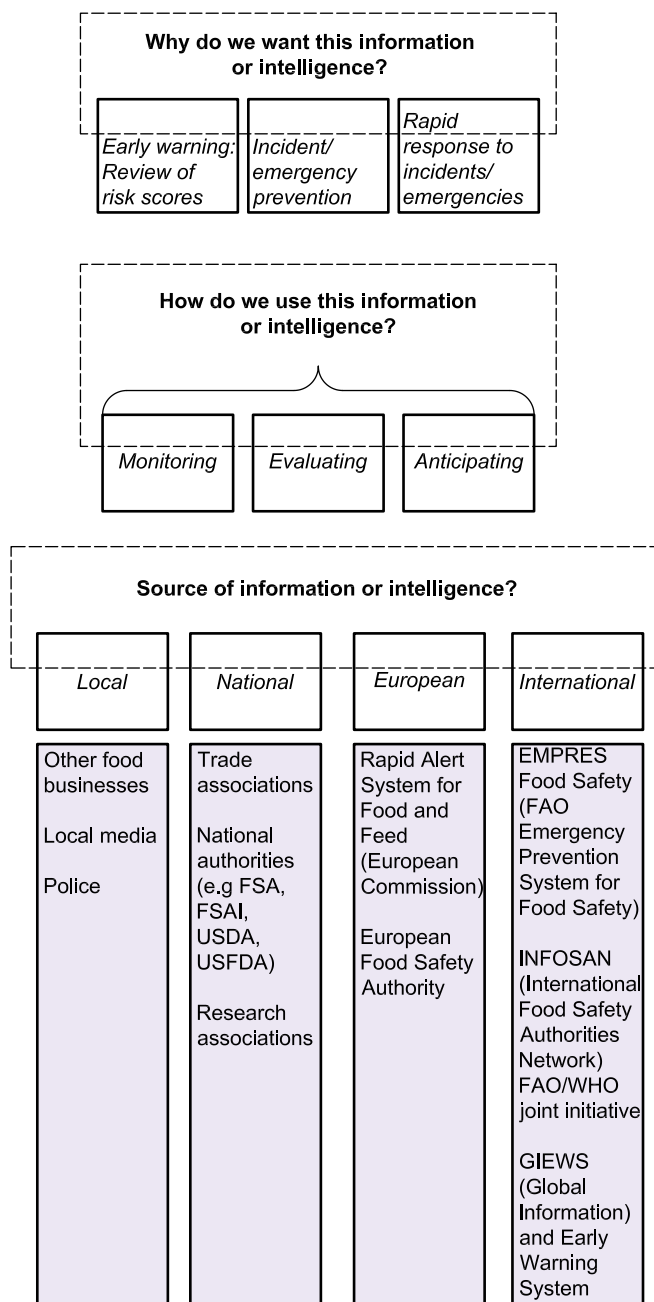 Why do we want this information
or intelligence?
Early warning:
Review of
risk scores
Incident/
emergency
prevention
Rapid
response to
incidents/
emergencies
How do we use this information
or intelligence?
Monitoring
Evaluating
Anticipating
Source of information or intelligence?
Local
National
European
International
Other food
businesses
Local media
Police
Trade
associations
National
authorities
(e.g FSA,
FSAI,
USDA,
USFDA)
Research
associations
Rapid Alert
System for
Food and
Feed
(European
Commission)
European
Food Safety
Authority
EMPRES
Food Safety
(FAO
Emergency
Prevention
System for
Food Safety)
INFOSAN
(International
Food Safety
Authorities
Network)
FAO/WHO
joint initiative
GIEWS
(Global
Information)
and Early
Warning
System